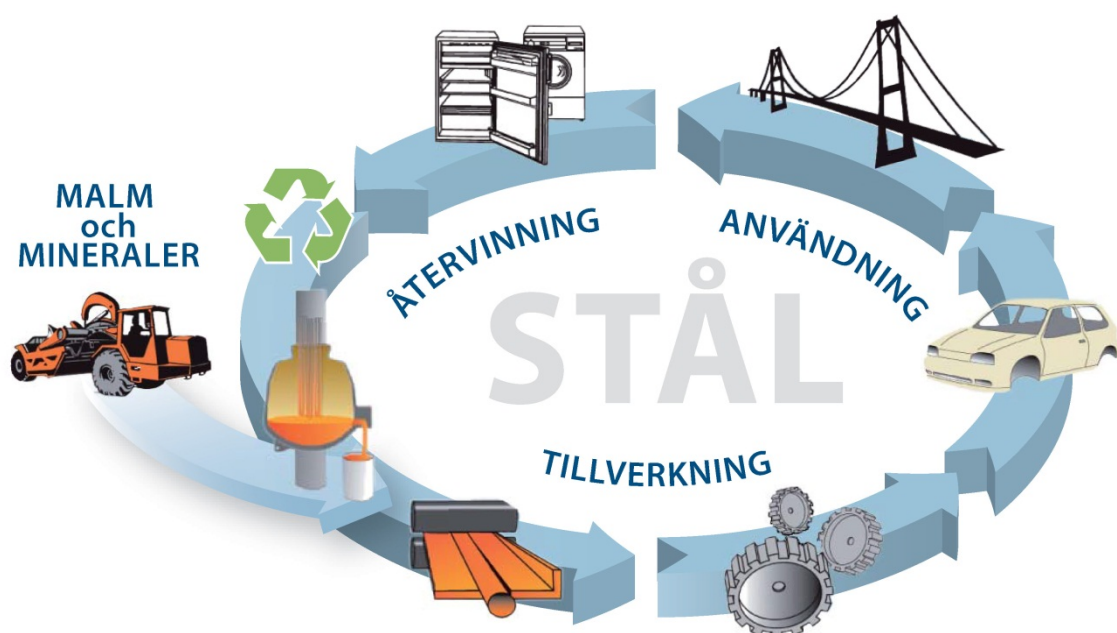 MALM
och
MINERALER
ÅTERVINNING
ANVÄNDNING
STÅL
TILLVERKNING